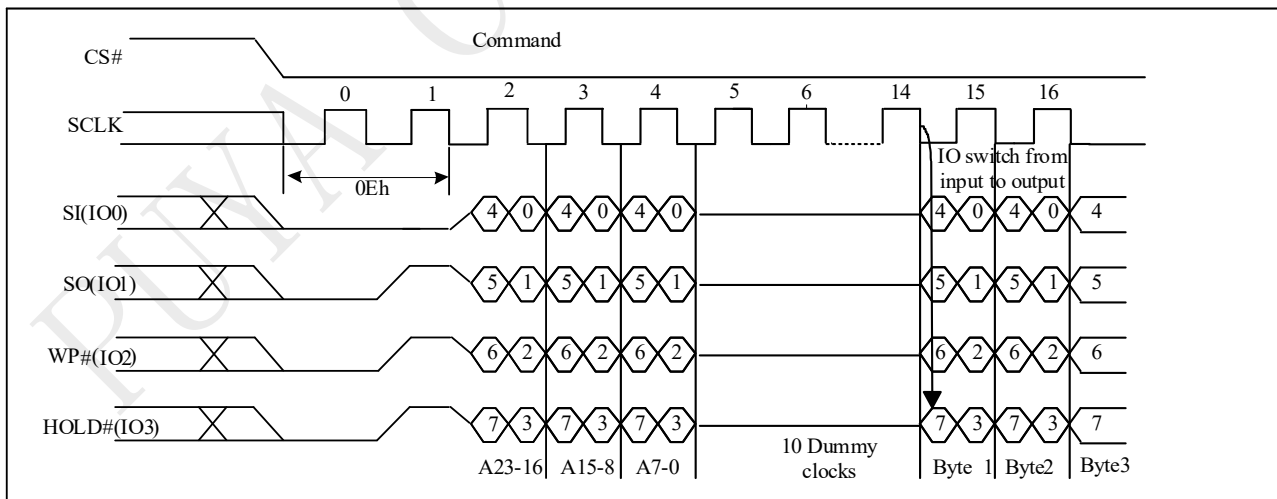 PUYA
Command
CS#
0 1 2 3 4 5 6 14 15 16
SCLK
IO switch from
input to output
0Eh
SI(IO0) 4 0 4 0 4 0 4 0 4 0 4
SO(IO1) 5 1 5 1 5 1 5 1 5 1 5
WP#(IO2) 6 2 6 2 6 2 6 2 6 2 6
HOLD#(IO3) 7 3 7 3 7 3 7 3 7 3 7
10 Dummy
clocks
A23-16 A15-8 A7-0 Byte 1 Byte2 Byte3